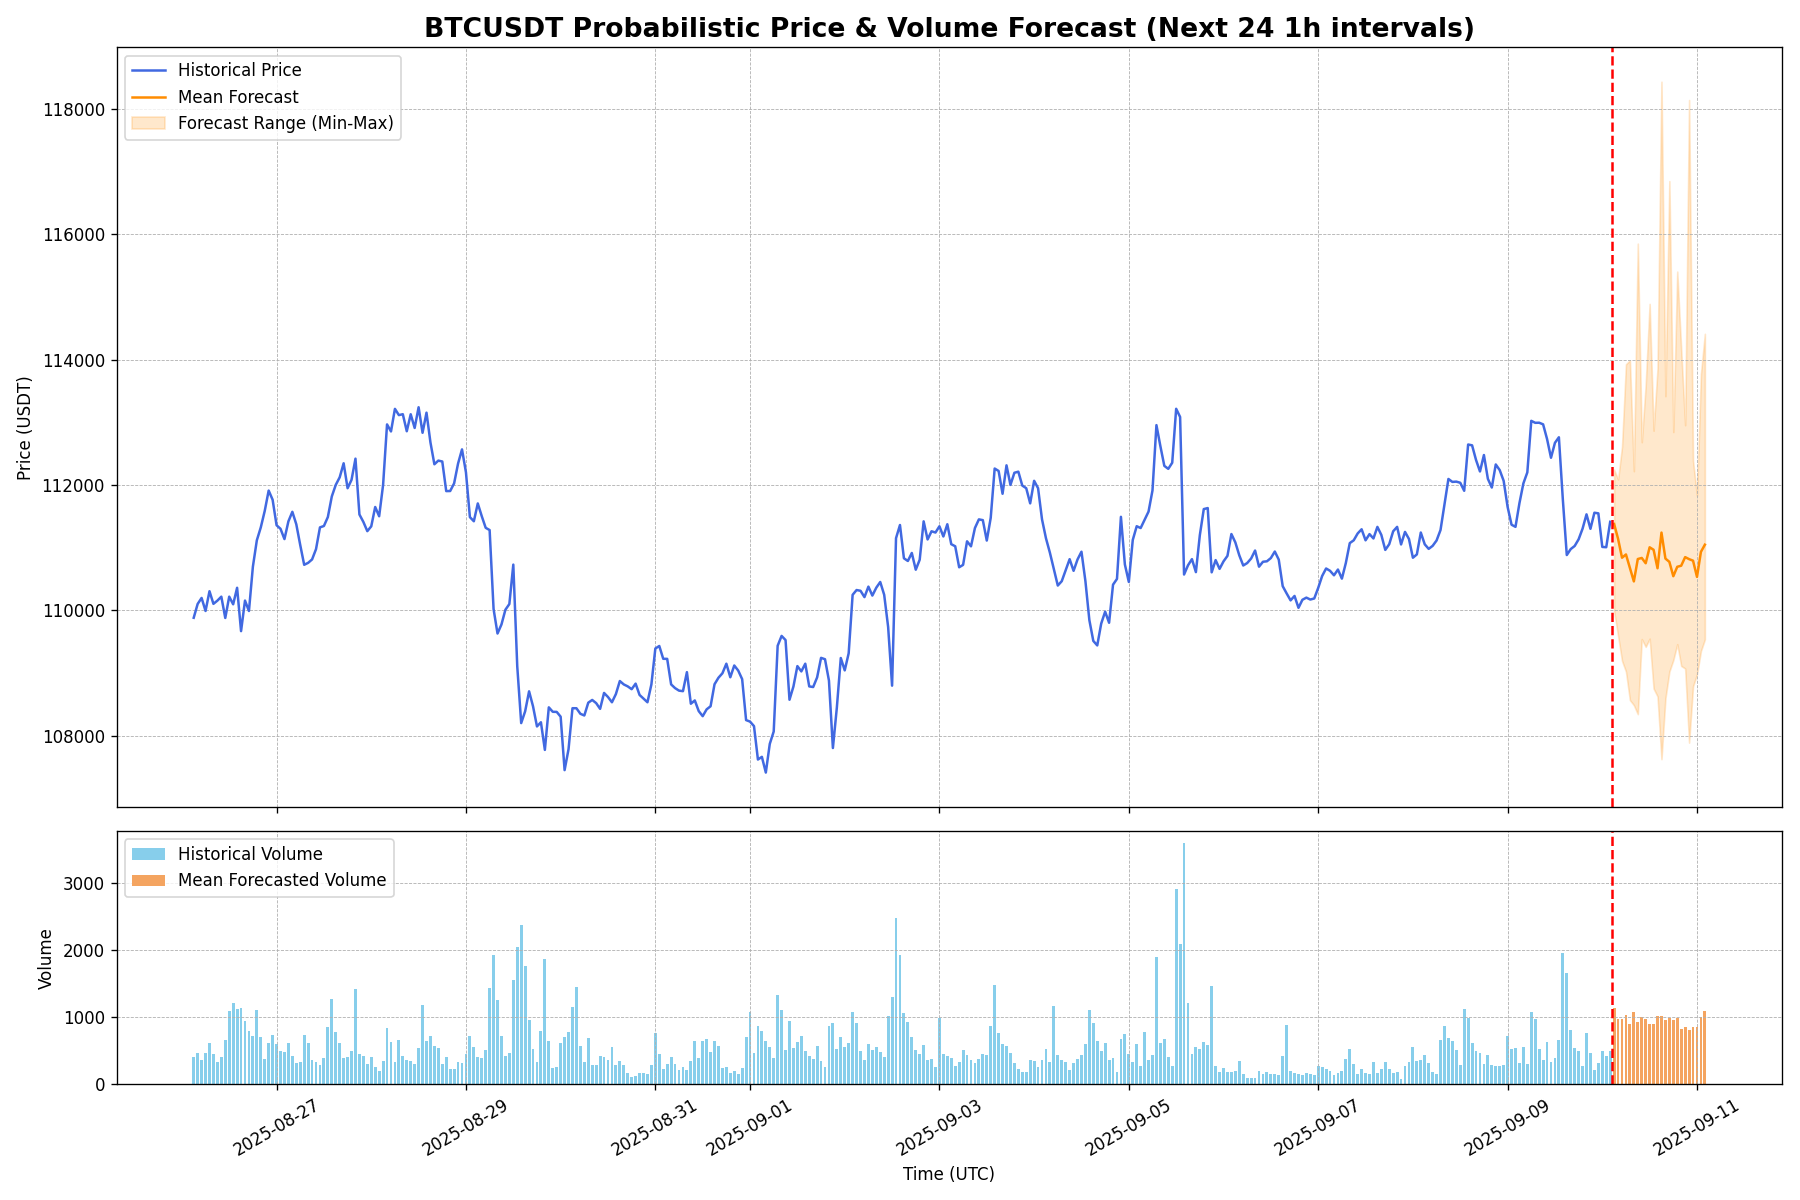 BTCUSDT Probabilistic Price & Volume Forecast (Next 24 1h intervals)
Historical Price
Mean Forecast
Forecast Range (Min-Max)
118000
116000
114000
112000
110000
108000
Price (USDT)
Historical Volume
Mean Forecasted Volume
3000
2000
1000
0
Volume
2025-08-27
2025-08-29
2025-08-31
2025-09-01
2025-09-03
2025-09-05
2025-09-07
2025-09-09
2025-09-11
Time (UTC)